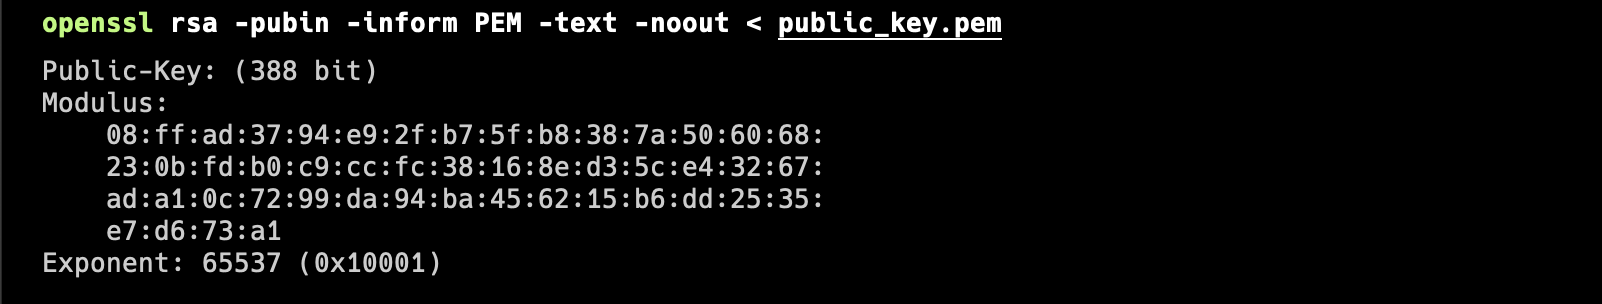 openssl rsa -pubin -inform PEM -text -noout < public_key.pem
Public-Key: (388 bit)
Modulus:
08:ff:ad:37:94:e9:2f:b7:5f:b8:38:7a:50:60:68:
23:0b:fd:b0:c9:cc:fc:38:16:8e:d3:5c:e4:32:67:
ad:a1:0c:72:99:da:94:ba:45:62:15:b6:dd:25:35:
e7:d6:73:a1
Exponent: 65537 (0x10001)